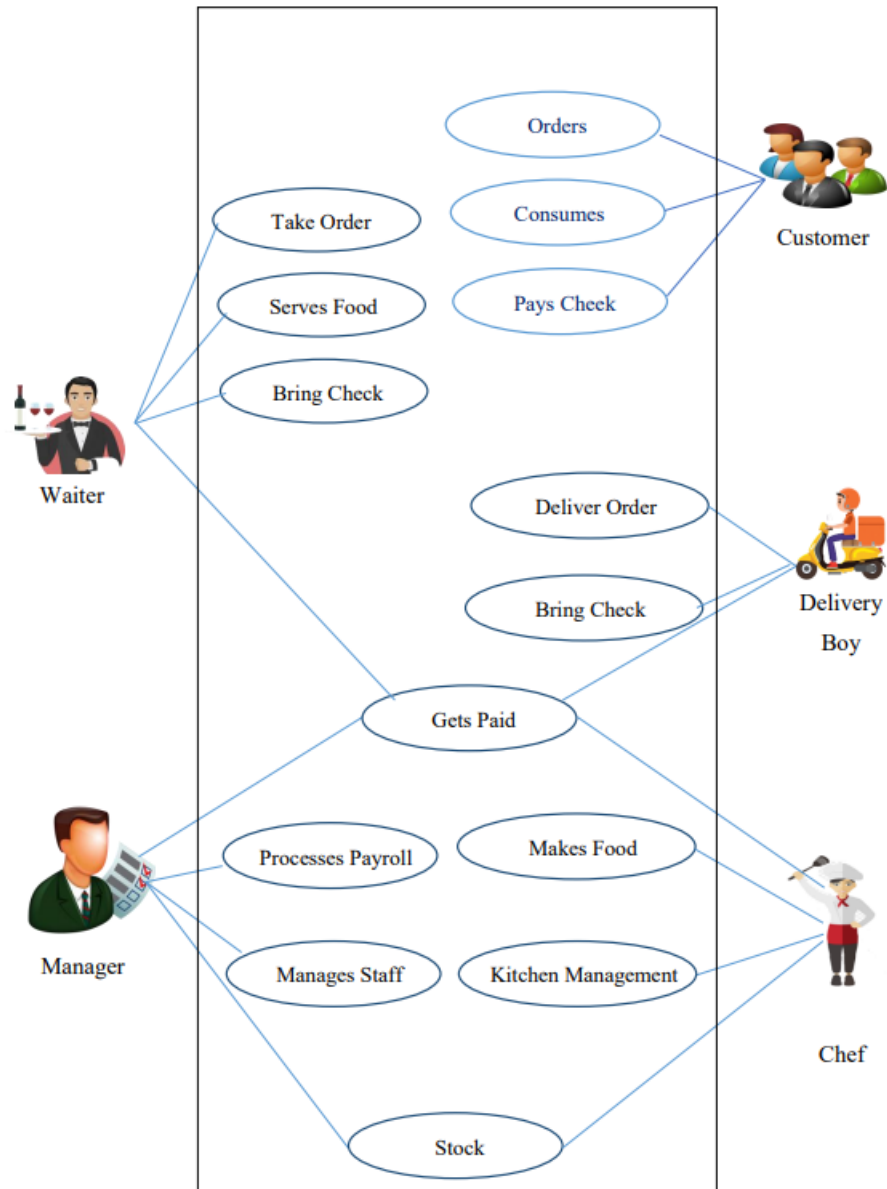 Orders
Customer
Consumes
Take Order
Serves Food
Pays Cheek
Bring Check
Waiter
Deliver Order
Bring Check
Delivery
Boy
Gets Paid
Processes Payroll
Makes Food
Manager
Manages Staff
Kitchen Management
Chef
Stock